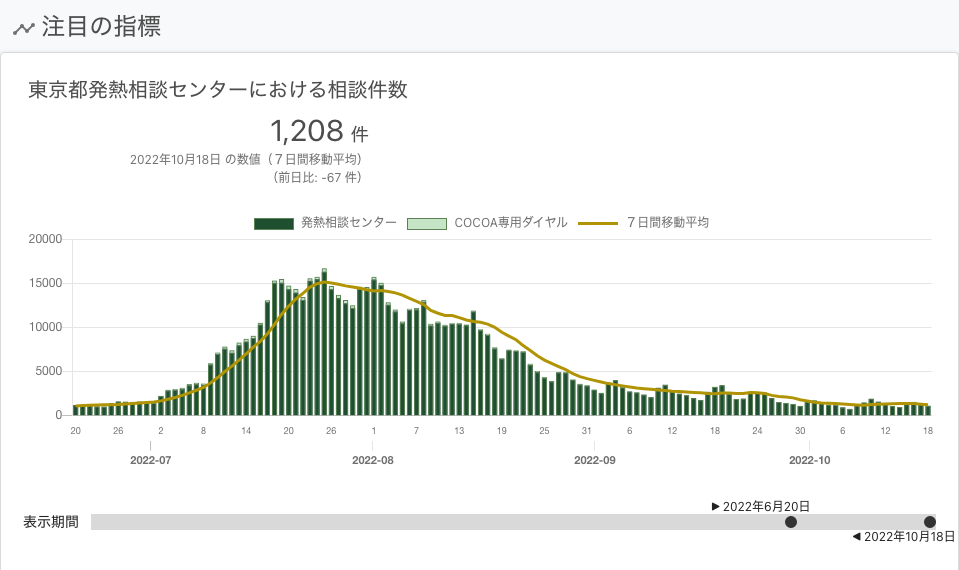 注目の指標
東京都発熱相談センターにおける相談件数
1,208 件
2022年10月18日 の数値（７日間移動平均）
（前日比: -67 件）
発熱相談センター COCOA専用ダイヤル ７日間移動平均
20000
15000
10000
5000
0
20 26 2 8 14 20 26 1 7 13 19 25 31 6 12 18 24 30 6 12 18
2022-07 2022-08 2022-09 2022-10
▶ 2022年6月20日
表示期間
◀ 2022年10月18日